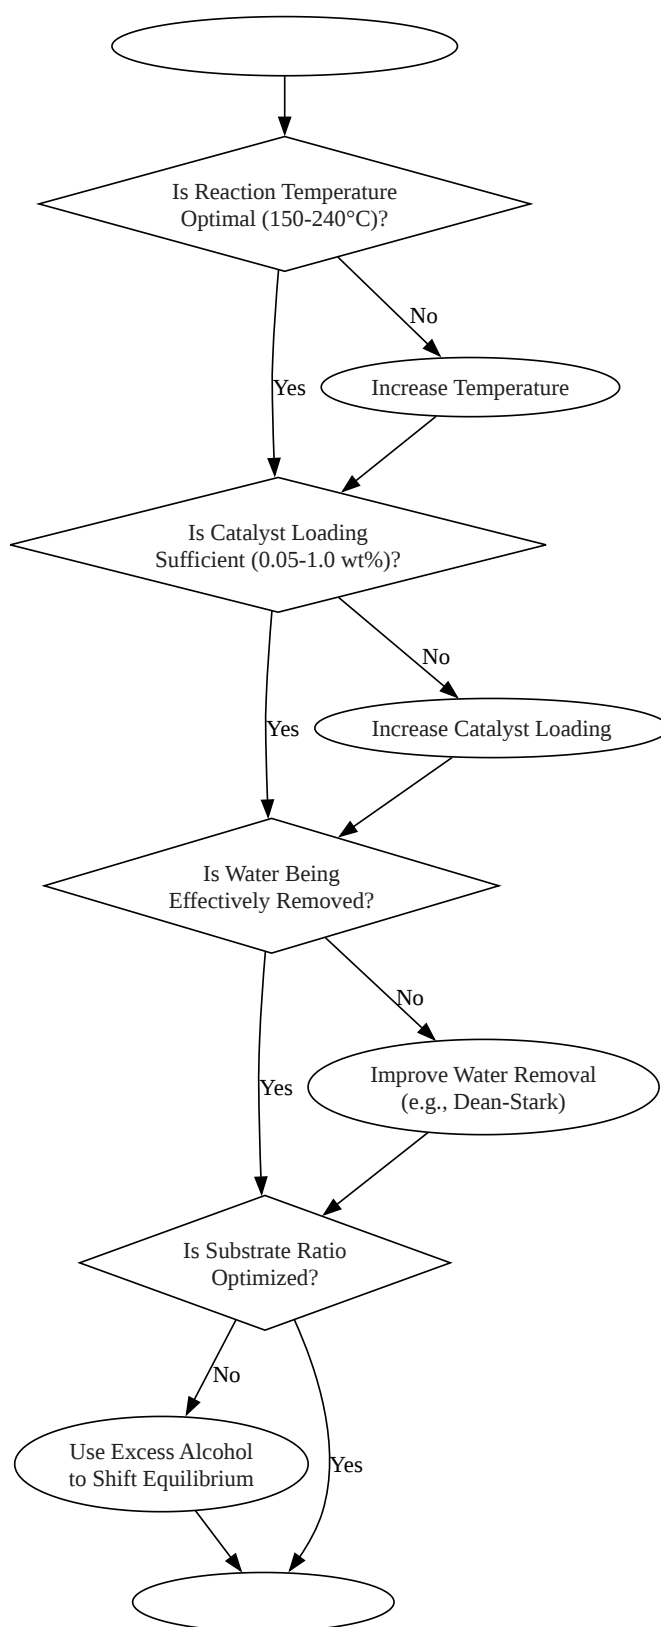 Is Reaction Temperature
Optimal (150-240°C)?
No
Yes
Increase Temperature
Is Catalyst Loading
Sufficient (0.05-1.0 wt%)?
No
Yes
Increase Catalyst Loading
Is Water Being
Effectively Removed?
No
Yes
Improve Water Removal
(e.g., Dean-Stark)
Is Substrate Ratio
Optimized?
No
Use Excess Alcohol
to Shift Equilibrium
Yes